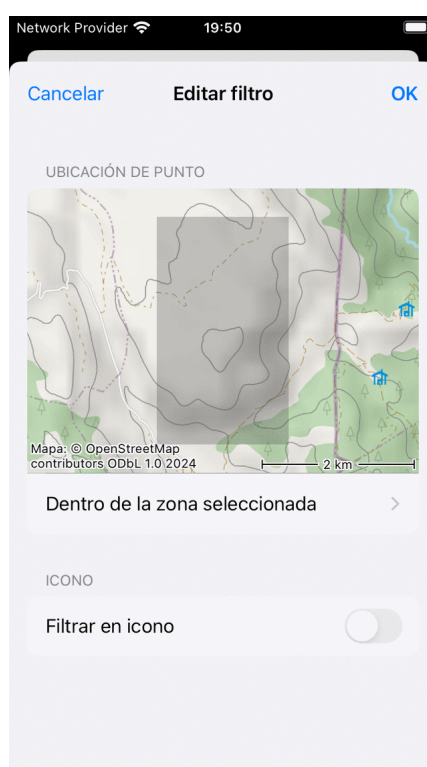 Network Provider 19:50
Cancelar Editar filtro OK
UBICACIÓN DE PUNTO
Mapa: © OpenStreetMap
contributors ODbL 1.0 2024 2 km
Dentro de la zona seleccionada
ICONO
Filtrar en icono